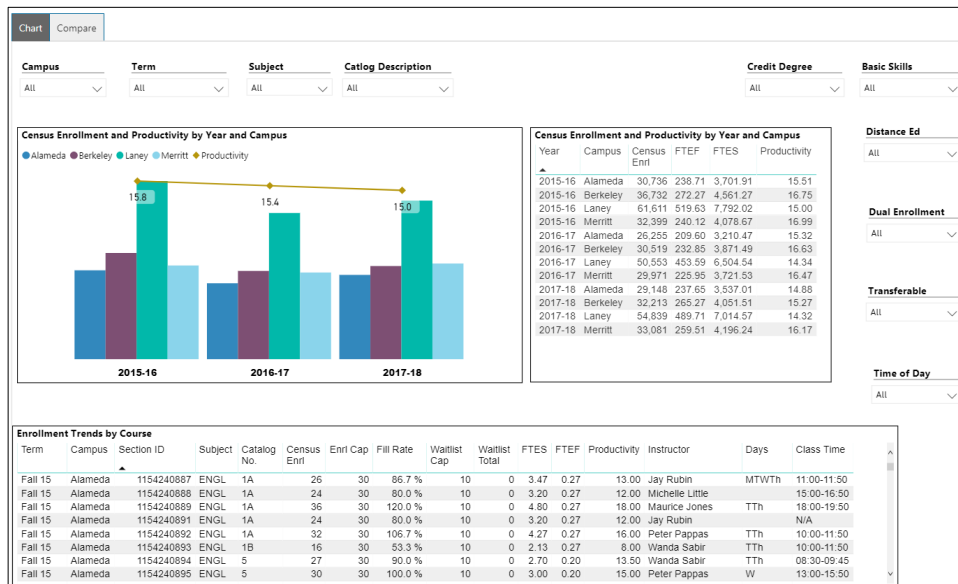 Chart Compare
Campus Term Subject Catlog Description Credit Degree Basic Skills
All All All All All All
Census Enrollment and Productivity by Year and Campus
Alameda Berkeley Laney Merritt Productivity
15.8 15.4 15.0
2015-16 2016-17 2017-18
Census Enrollment and Productivity by Year and Campus
Year Campus Census Enrl FTEF FTES Productivity
2015-16 Alameda 30,736 238.71 3,701.91 15.51
2015-16 Berkeley 36,732 272.27 4,561.27 16.75
2015-16 Laney 61,611 519.63 7,792.02 15.00
2015-16 Merritt 32,399 240.12 4,078.67 16.99
2016-17 Alameda 26,255 209.60 3,210.47 15.32
2016-17 Berkeley 30,519 232.85 3,871.49 16.63
2016-17 Laney 50,553 453.59 6,504.54 14.34
2016-17 Merritt 29,971 225.95 3,721.53 16.47
2017-18 Alameda 29,148 237.65 3,537.01 14.88
2017-18 Berkeley 32,213 265.27 4,051.51 15.27
2017-18 Laney 54,839 489.71 7,014.57 14.32
2017-18 Merritt 33,081 259.51 4,196.24 16.17
Distance Ed
All
Dual Enrollment
All
Transferable
All
Time of Day
All
Enrollment Trends by Course
Term Campus Section ID Subject Catalog No. Census Enrl Enrl Cap Fill Rate Waitlist Cap Waitlist Total FTES FTEF Productivity Instructor Days Class Time
Fall 15 Alameda 1154240887 ENGL 1A 26 30 86.7 % 10 0 3.47 0.27 13.00 Jay Rubin MTWTh 11:00-11:50
Fall 15 Alameda 1154240888 ENGL 1A 24 30 80.0 % 10 0 3.20 0.27 12.00 Michelle Little 15:00-16:50
Fall 15 Alameda 1154240889 ENGL 1A 36 30 120.0 % 10 0 4.80 0.27 18.00 Maurice Jones TTh 18:00-19:50
Fall 15 Alameda 1154240891 ENGL 1A 24 30 80.0 % 10 0 3.20 0.27 12.00 Jay Rubin N/A
Fall 15 Alameda 1154240892 ENGL 1A 32 30 106.7 % 10 0 4.27 0.27 16.00 Peter Pappas TTh 10:00-11:50
Fall 15 Alameda 1154240893 ENGL 1B 16 30 53.3 % 10 0 2.13 0.27 8.00 Wanda Sabir TTh 10:00-11:50
Fall 15 Alameda 1154240894 ENGL 5 27 30 90.0 % 10 0 2.70 0.20 13.50 Wanda Sabir TTh 08:30-09:45
Fall 15 Alameda 1154240895 ENGL 5 30 30 100.0 % 10 0 3.00 0.20 15.00 Peter Pappas W 13:00-15:50